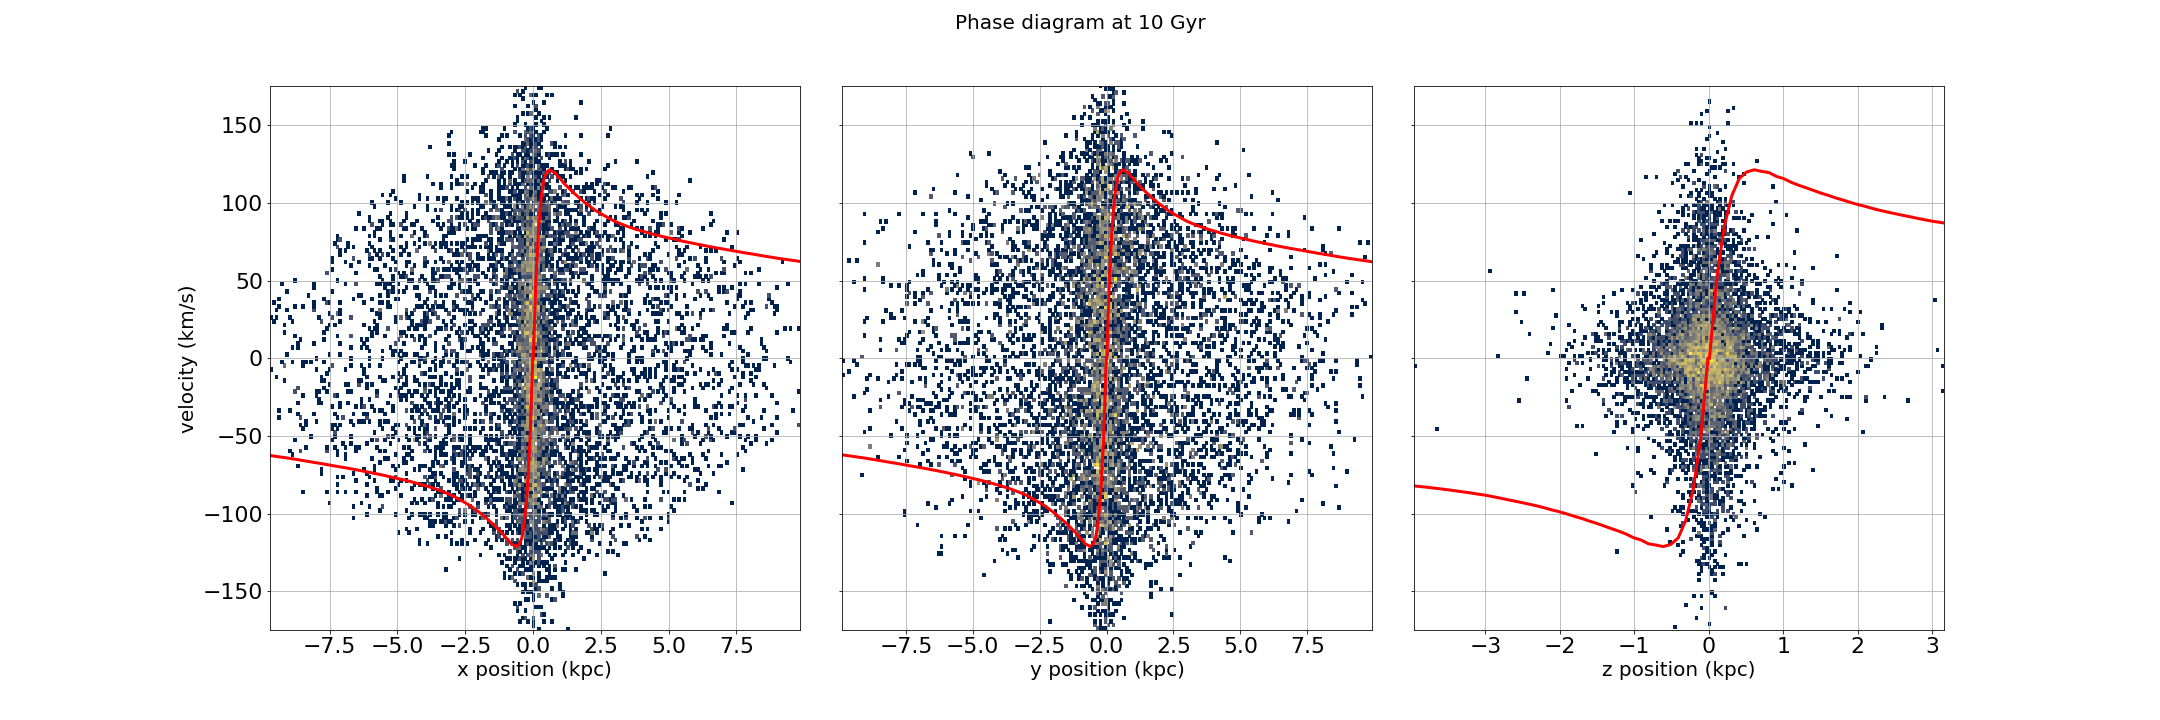 Phase diagram at 10 Gyr
velocity (km/s)
150
100
50
0
−50
−100
−150
−7.5 −5.0 −2.5 0.0 2.5 5.0 7.5
x position (kpc)
−7.5 −5.0 −2.5 0.0 2.5 5.0 7.5
y position (kpc)
−3 −2 −1 0 1 2 3
z position (kpc)